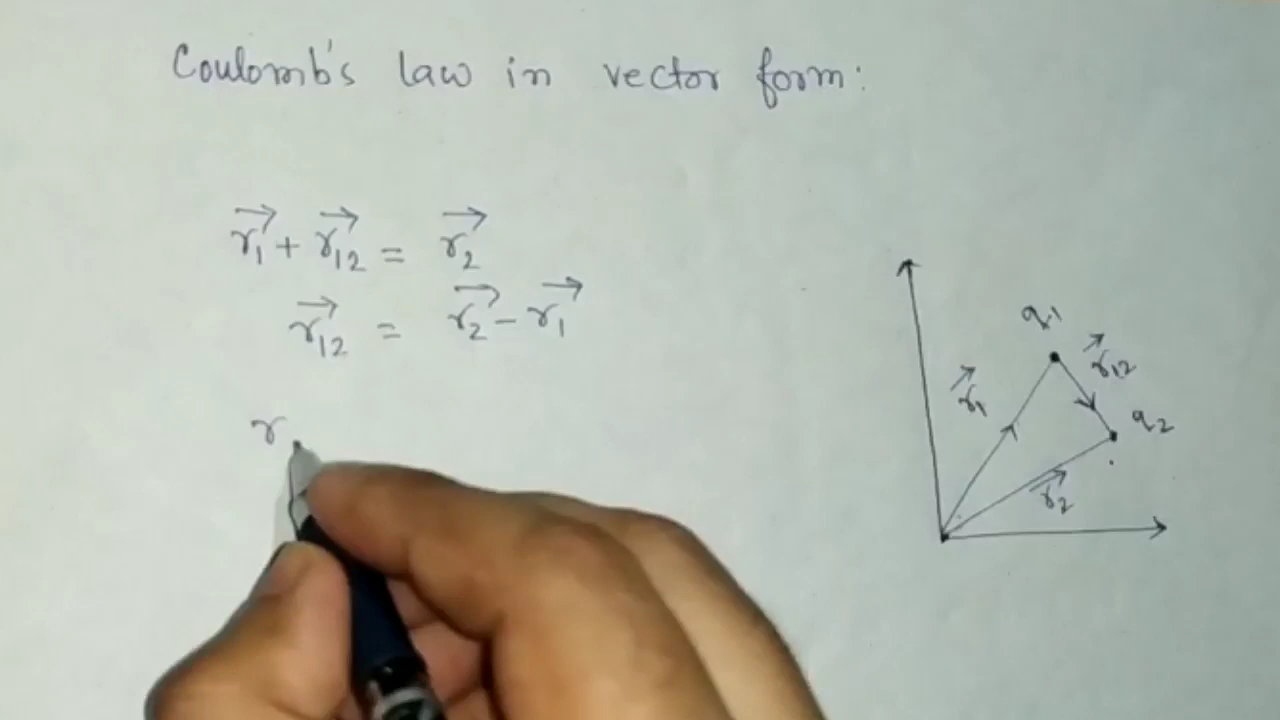 Coulomb's law in vector form:
r⃗₁ + r⃗₁₂ = r⃗₂
r⃗₁₂ = r⃗₂ − r⃗₁
r
q₁
r⃗₁₂
r⃗₁
q₂
r⃗₂